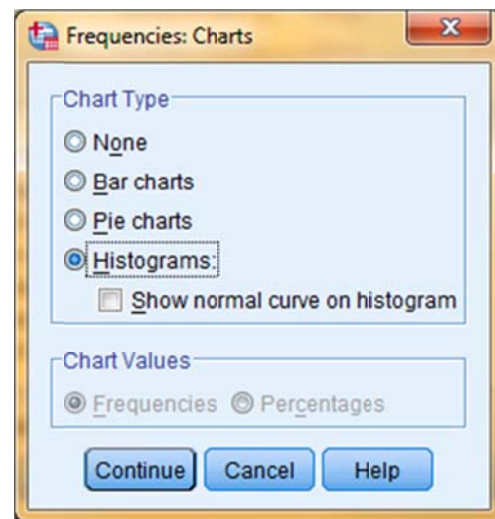 Frequencies: Charts
Chart Type
None
Bar charts
Pie charts
Histograms:
Show normal curve on histogram
Chart Values
Frequencies Percentages
Continue Cancel Help